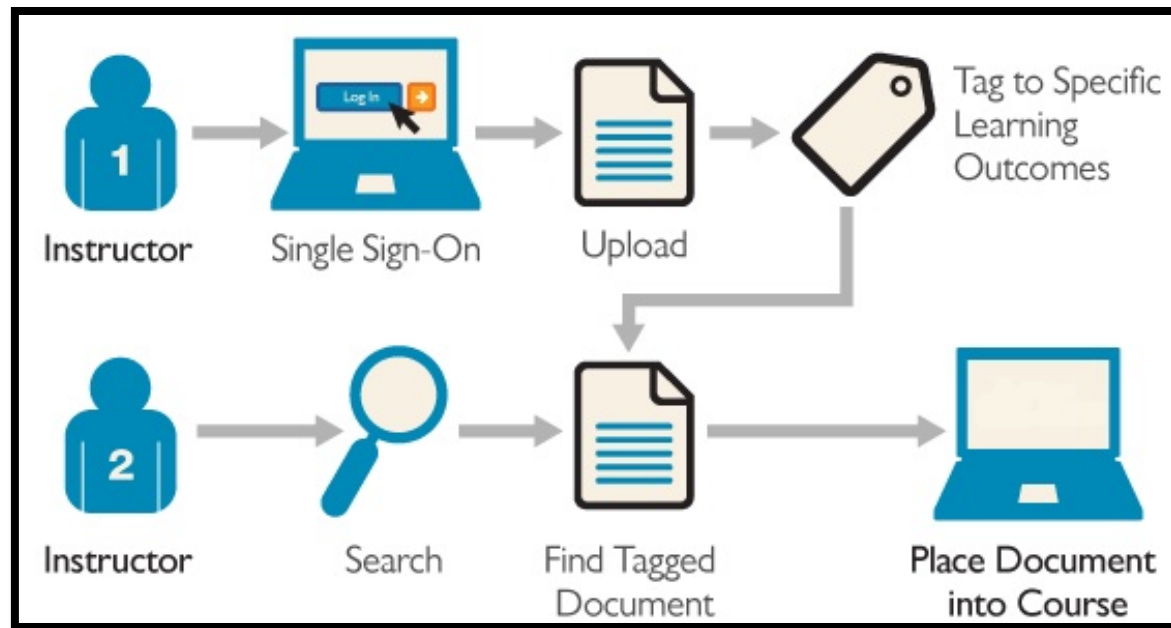 1
Log In
Tag to Specific
Learning
Outcomes
Instructor
Single Sign-On
Upload
2
Instructor
Search
Find Tagged
Document
Place Document
into Course